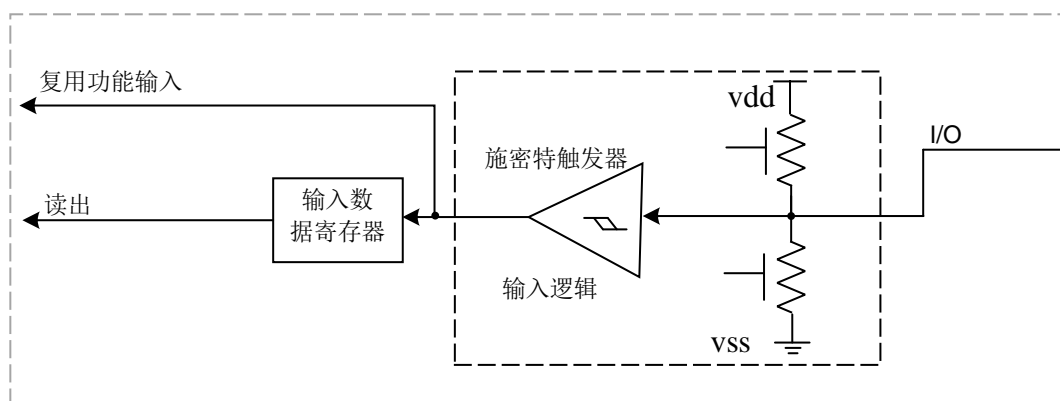 复用功能输入
vdd
I/O
施密特触发器
读出
输入数
据寄存器
输入逻辑
vss